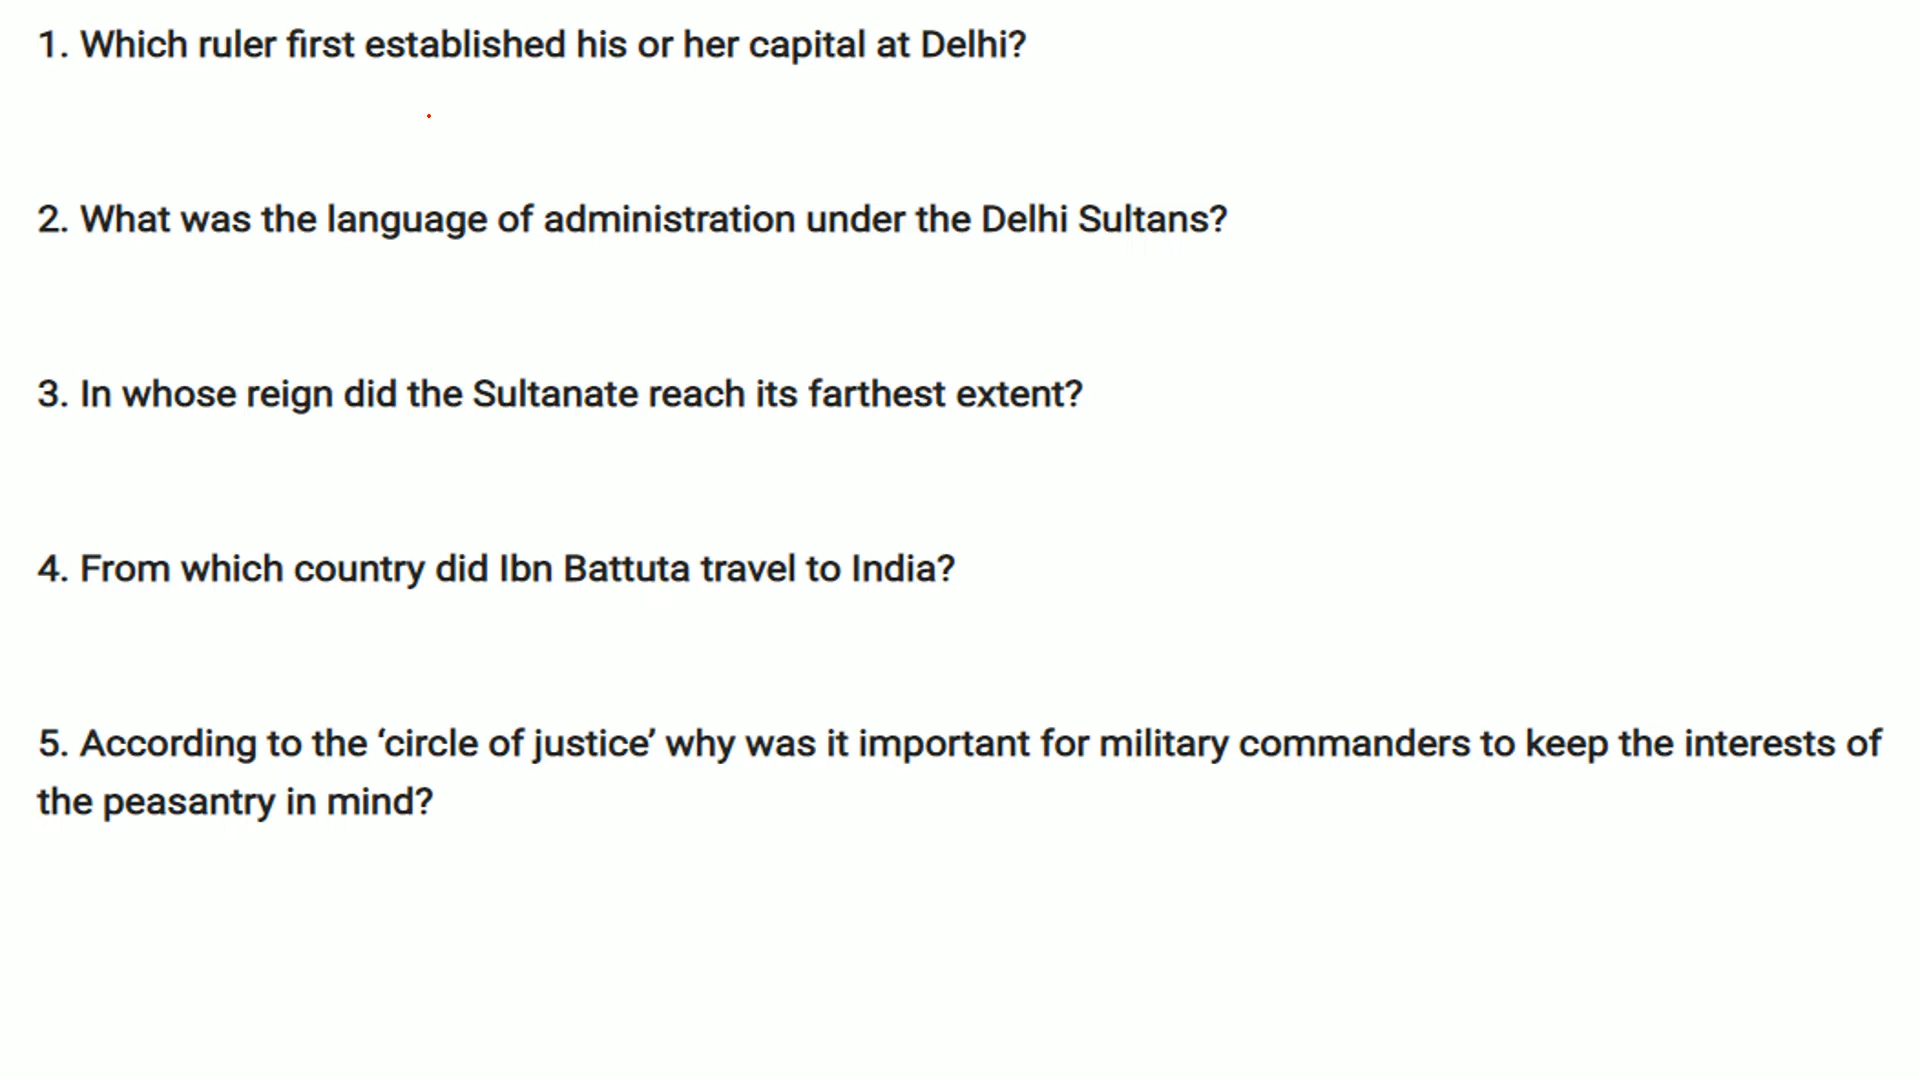 1. Which ruler first established his or her capital at Delhi?
2. What was the language of administration under the Delhi Sultans?
3. In whose reign did the Sultanate reach its farthest extent?
4. From which country did Ibn Battuta travel to India?
5. According to the ‘circle of justice’ why was it important for military commanders to keep the interests of
the peasantry in mind?